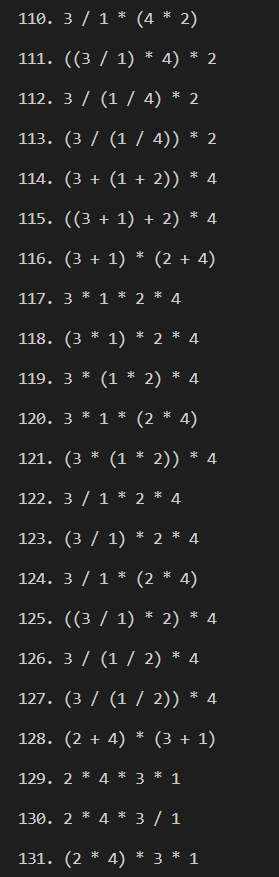 110. 3 / 1 * (4 * 2)
111. ((3 / 1) * 4) * 2
112. 3 / (1 / 4) * 2
113. (3 / (1 / 4)) * 2
114. (3 + (1 + 2)) * 4
115. ((3 + 1) + 2) * 4
116. (3 + 1) * (2 + 4)
117. 3 * 1 * 2 * 4
118. (3 * 1) * 2 * 4
119. 3 * (1 * 2) * 4
120. 3 * 1 * (2 * 4)
121. (3 * (1 * 2)) * 4
122. 3 / 1 * 2 * 4
123. (3 / 1) * 2 * 4
124. 3 / 1 * (2 * 4)
125. ((3 / 1) * 2) * 4
126. 3 / (1 / 2) * 4
127. (3 / (1 / 2)) * 4
128. (2 + 4) * (3 + 1)
129. 2 * 4 * 3 * 1
130. 2 * 4 * 3 / 1
131. (2 * 4) * 3 * 1